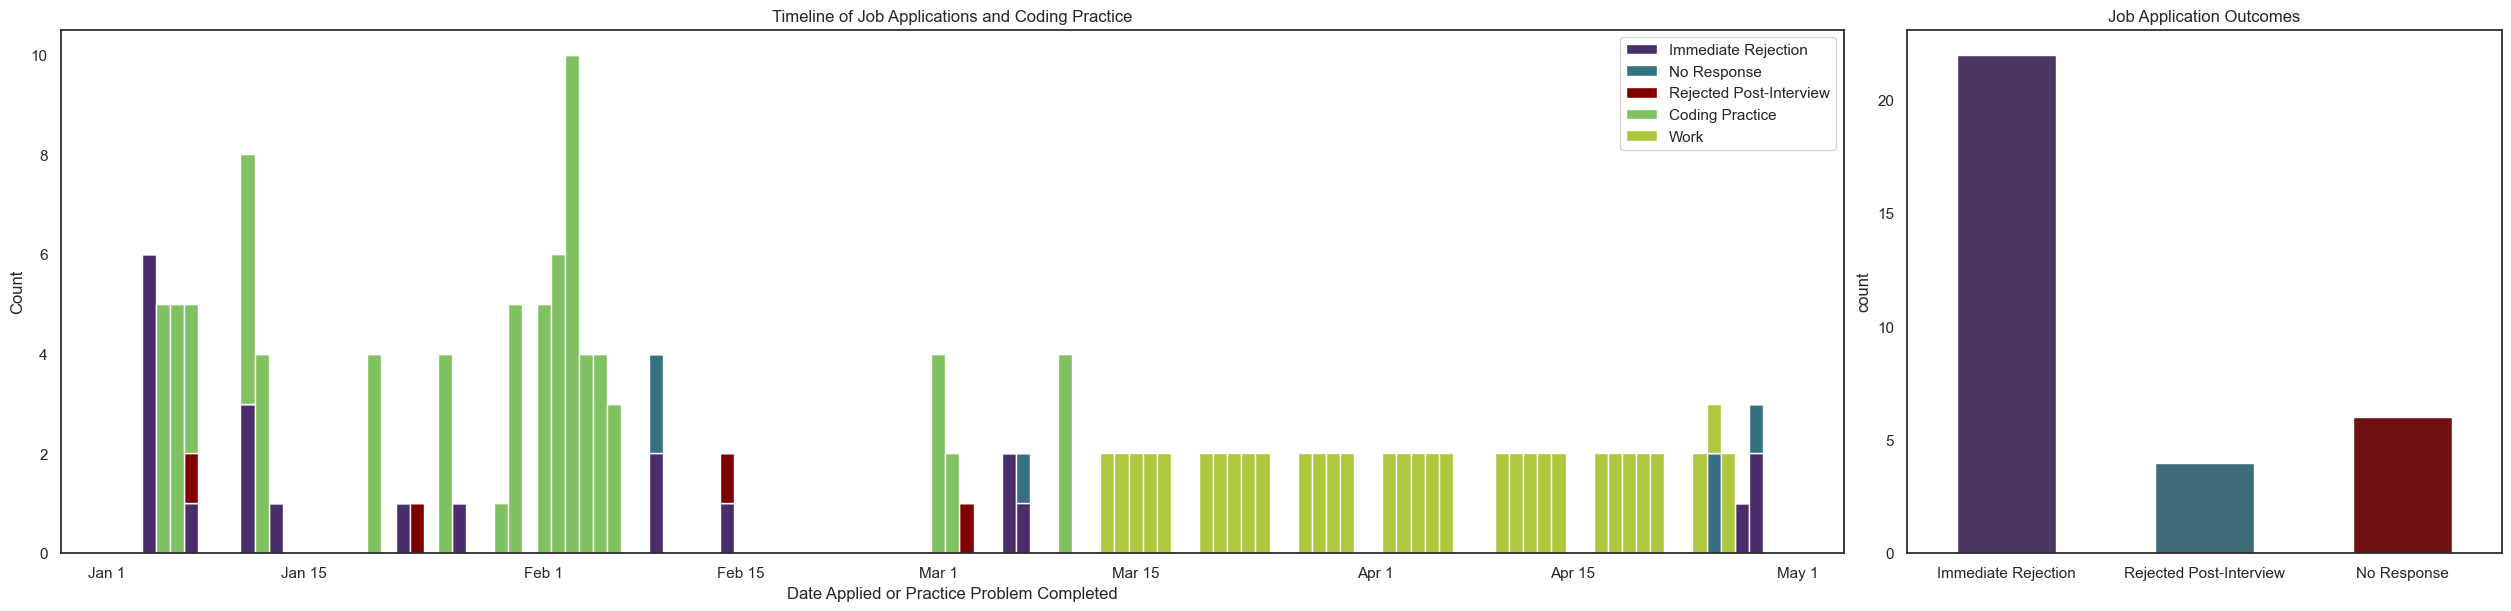 Timeline of Job Applications and Coding Practice
10
8
6
4
2
0
Count
Immediate Rejection
No Response
Rejected Post-Interview
Coding Practice
Work
Jan 1
Jan 15
Feb 1
Feb 15
Mar 1
Mar 15
Apr 1
Apr 15
May 1
Date Applied or Practice Problem Completed
Job Application Outcomes
20
15
10
5
0
count
Immediate Rejection
Rejected Post-Interview
No Response